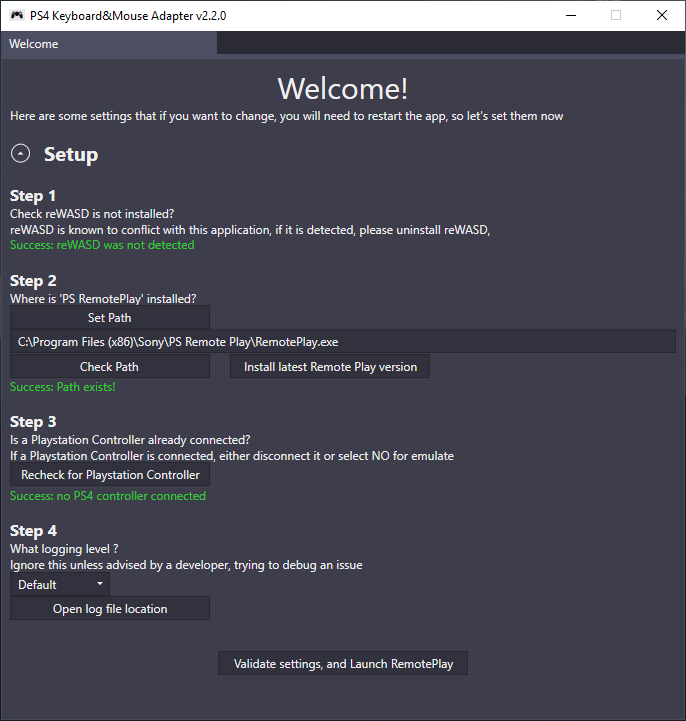 PS4 Keyboard&Mouse Adapter v2.2.0
Welcome
Welcome!
Here are some settings that if you want to change, you will need to restart the app, so let's set them now
Setup
Step 1
Check reWASD is not installed?
reWASD is known to conflict with this application, if it is detected, please uninstall reWASD,
Success: reWASD was not detected
Step 2
Where is 'PS RemotePlay' installed?
Set Path
C:\Program Files (x86)\Sony\PS Remote Play\RemotePlay.exe
Check Path
Install latest Remote Play version
Success: Path exists!
Step 3
Is a Playstation Controller already connected?
If a Playstation Controller is connected, either disconnect it or select NO for emulate
Recheck for Playstation Controller
Success: no PS4 controller connected
Step 4
What logging level ?
Ignore this unless advised by a developer, trying to debug an issue
Default
Open log file location
Validate settings, and Launch RemotePlay